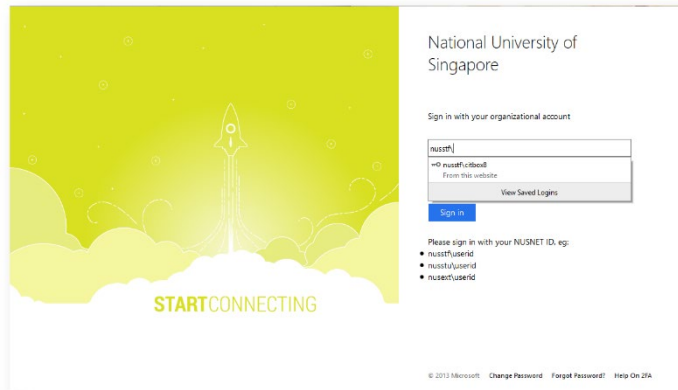 National University of
Singapore
Sign in with your organizational account
nusstf\
nusstf\citbox8
From this website
View Saved Logins
Sign in
Please sign in with your NUSNET ID, eg:
• nusstf\userid
• nusstu\userid
• nusext\userid
STARTCONNECTING
© 2013 Microsoft Change Password Forgot Password? Help On 2FA